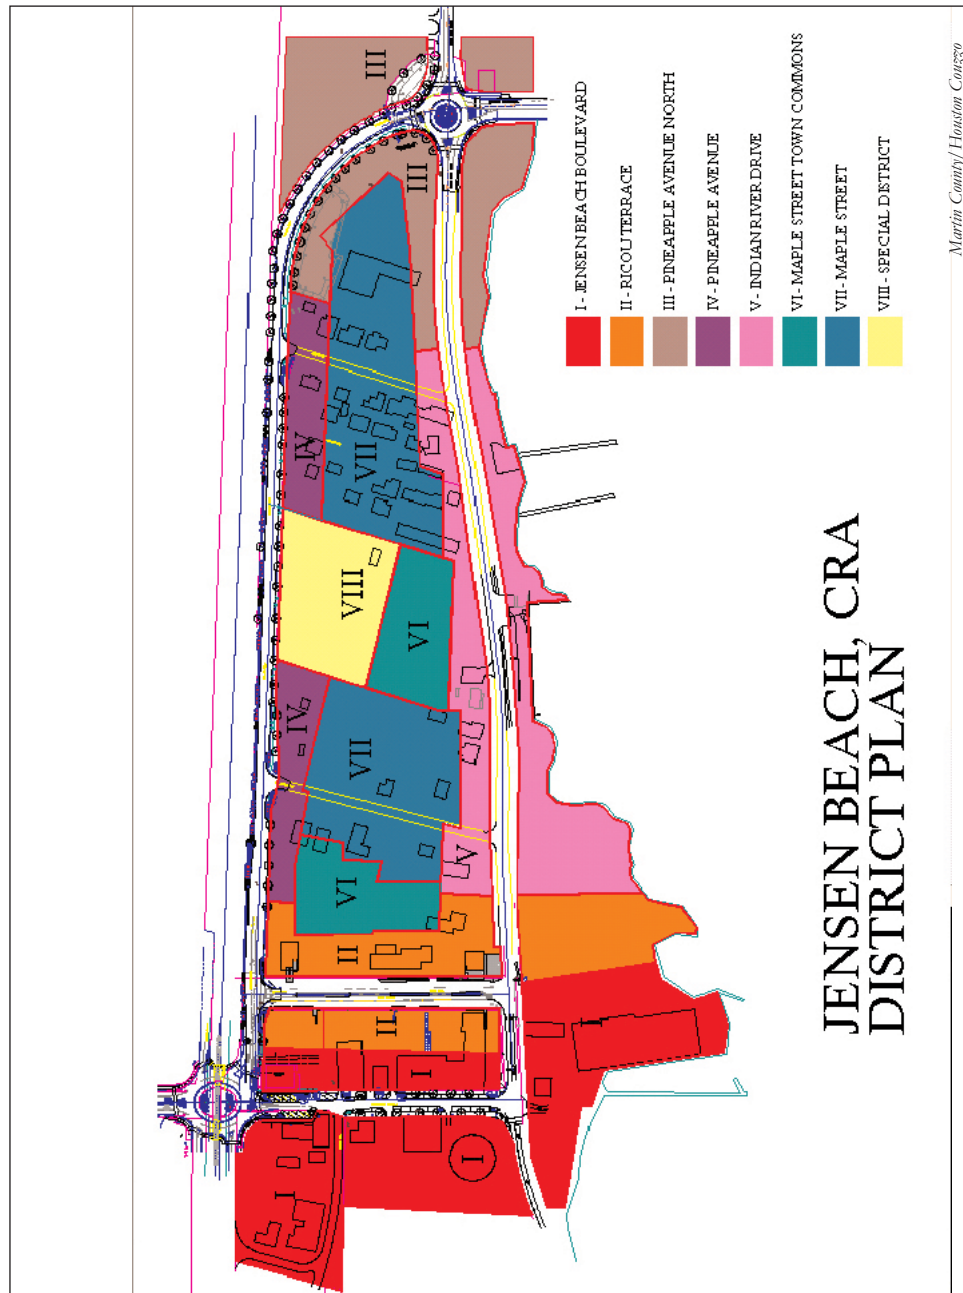 JENSEN BEACH, CRA
DISTRICT PLAN
I - JENSEN BEACH BOULEVARD
II - RICOU TERRACE
III - PINEAPPLE AVENUE NORTH
IV - PINEAPPLE AVENUE
V - INDIAN RIVER DRIVE
VI - MAPLE STREET TOWN COMMONS
VII - MAPLE STREET
VIII - SPECIAL DISTRICT
III
III
IV
VII
VIII
VI
IV
VII
V
VI
II
II
I
I
I
I
Martin County/ Houston Cuozzo